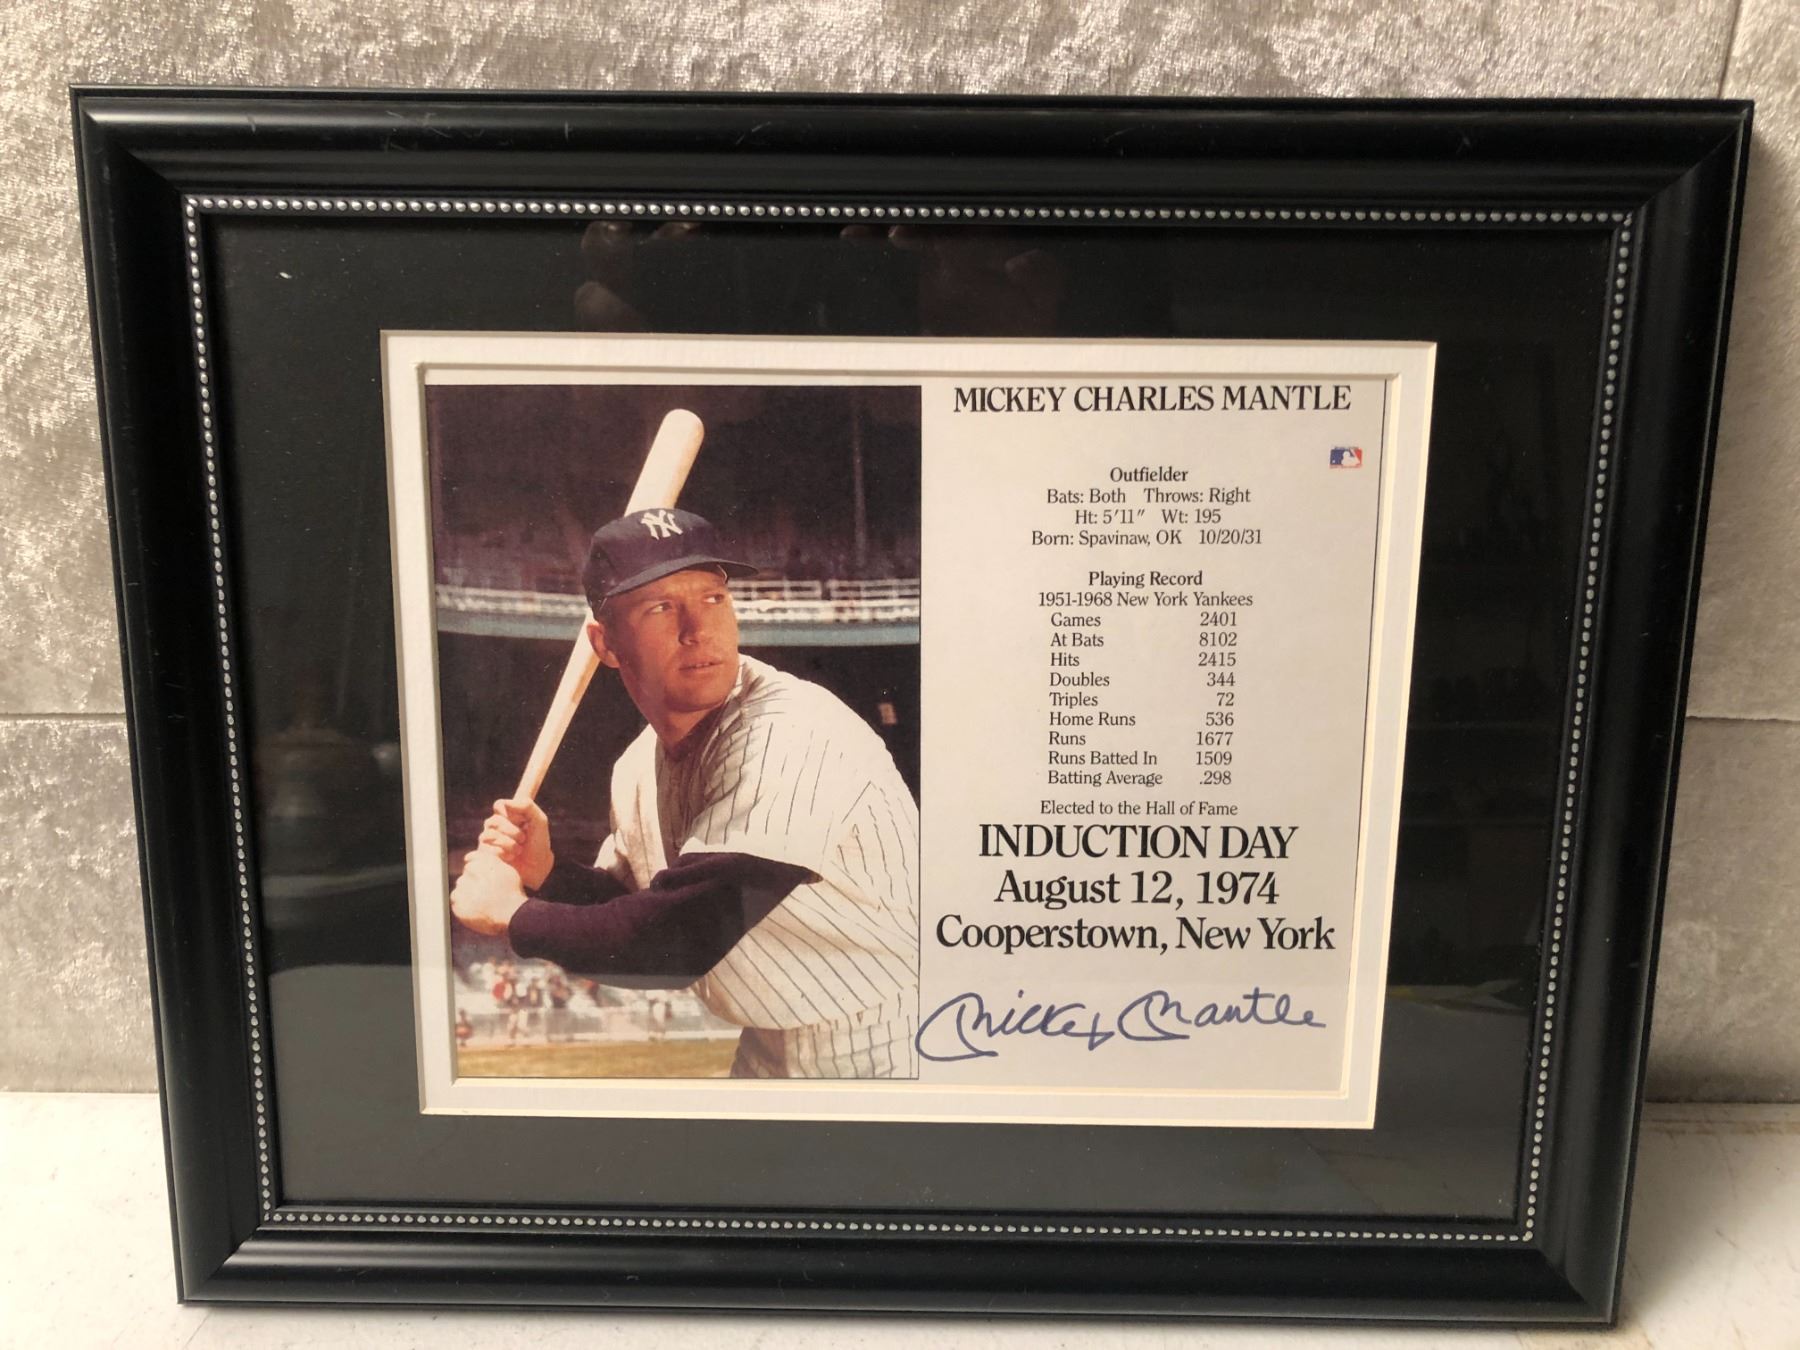 NY
MICKEY CHARLES MANTLE
Outfielder
Bats: Both Throws: Right
Ht: 5'11" Wt: 195
Born: Spavinaw, OK 10/20/31
Playing Record
1951-1968 New York Yankees
Games 2401
At Bats 8102
Hits 2415
Doubles 344
Triples 72
Home Runs 536
Runs 1677
Runs Batted In 1509
Batting Average .298
Elected to the Hall of Fame
INDUCTION DAY
August 12, 1974
Cooperstown, New York
Mickey Mantle